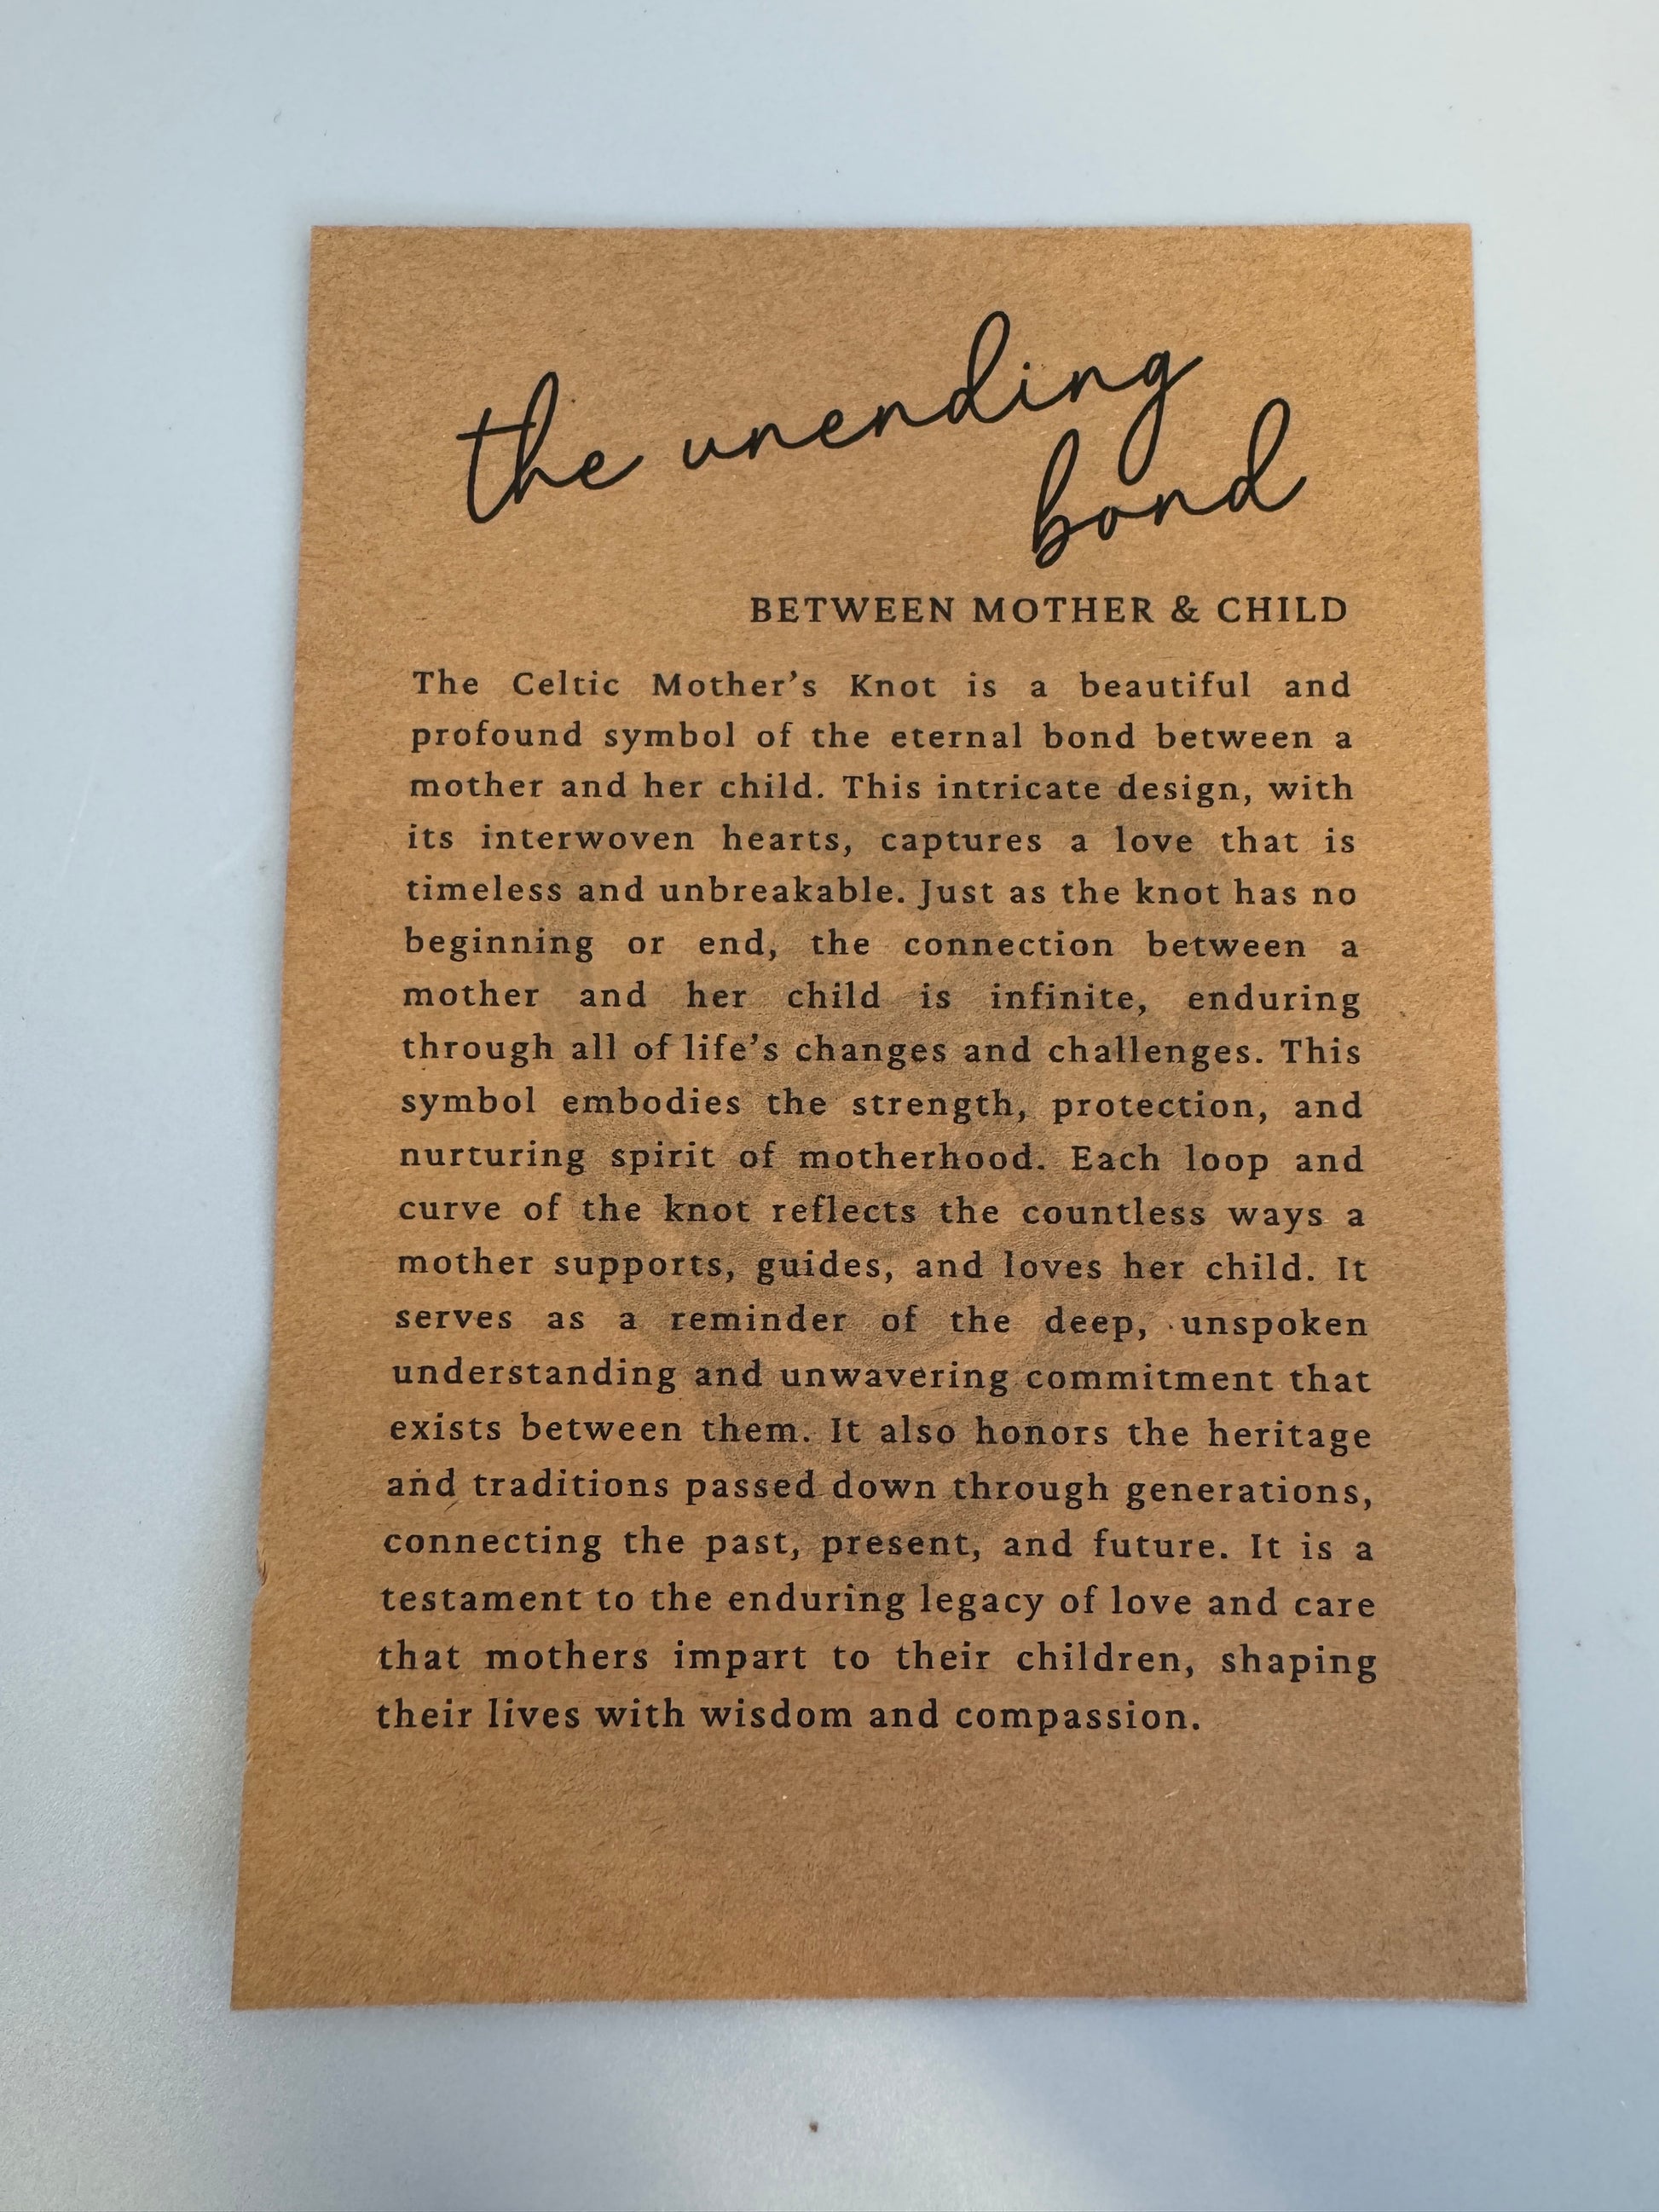 the unending
bond
BETWEEN MOTHER & CHILD
The Celtic Mother’s Knot is a beautiful and
profound symbol of the eternal bond between a
mother and her child. This intricate design, with
its interwoven hearts, captures a love that is
timeless and unbreakable. Just as the knot has no
beginning or end, the connection between a
mother and her child is infinite, enduring
through all of life’s changes and challenges. This
symbol embodies the strength, protection, and
nurturing spirit of motherhood. Each loop and
curve of the knot reflects the countless ways a
mother supports, guides, and loves her child. It
serves as a reminder of the deep, unspoken
understanding and unwavering commitment that
exists between them. It also honors the heritage
and traditions passed down through generations,
connecting the past, present, and future. It is a
testament to the enduring legacy of love and care
that mothers impart to their children, shaping
their lives with wisdom and compassion.